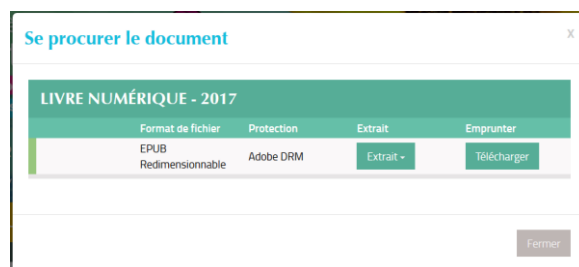 Se procurer le document
x
LIVRE NUMÉRIQUE - 2017
Format de fichier Protection Extrait Emprunter
EPUB
Redimensionnable Adobe DRM Extrait Télécharger
Fermer